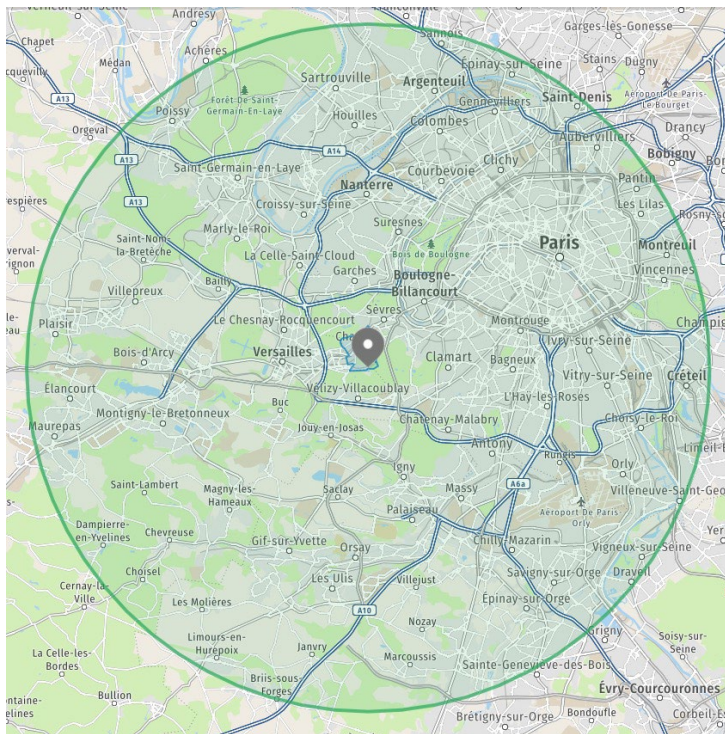 Andrésy
Sannois
Garges-lès-Gonesse
Chapet
Médan
Achères
Épinay-sur-Seine
Stains
Dugny
Sartrouville
Argenteuil
Aéroport De Paris-
Le-Bourget
A13
Poissy
Forêt De Saint-
Germain-En-Laye
Gennevilliers
Saint-Denis
Houilles
Colombes
Drancy
Orgeval
Aubervilliers
A13
A14
Clichy
Bobigny
Saint-Germain-en-Laye
Nanterre
Courbevoie
Pantin
A13
Croissy-sur-Seine
Les Lilas
Suresnes
Marly-le-Roi
Saint-Nom-
la-Bretèche
Bois de Boulogne
Paris
Montreuil
La Celle-Saint-Cloud
Garches
Vincennes
Bailly
Boulogne-
Billancourt
Villepreux
Sèvres
Plaisir
Le Chesnay-Rocquencourt
Montrouge
Ivry-sur-Seine
Bois-d'Arcy
Versailles
Clamart
Bagneux
Vitry-sur-Seine
Créteil
Élancourt
Vélizy-Villacoublay
L'Haÿ-les-Roses
Montigny-le-Bretonneux
Buc
Choisy-le-Roi
Maurepas
Jouy-en-Josas
Chatenay-Malabry
Antony
Rungis
Igny
Orly
Saint-Lambert
Magny-les-
Hameaux
Saclay
Massy
A6a
Palaiseau
Aéroport De Paris
Orly
Dampierre-
en-Yvelines
Chevreuse
Gif-sur-Yvette
Orsay
Chilly-Mazarin
Vigneux-sur-Seine
Choisel
Les Ulis
Villejust
Savigny-sur-Orge
Draveil
Cernay-la-
Ville
Les Molières
A10
Nozay
Épinay-sur-Orge
Limours-en-
Hurepoix
Janvry
Marcoussis
Grigny
Soisy-sur-
La Celle-les-
Bordes
Sainte-Geneviève-des-Bois
Bullion
Briis-sous-
Forges
Évry-Courcouronnes
Brétigny-sur-Orge
Bondoufle